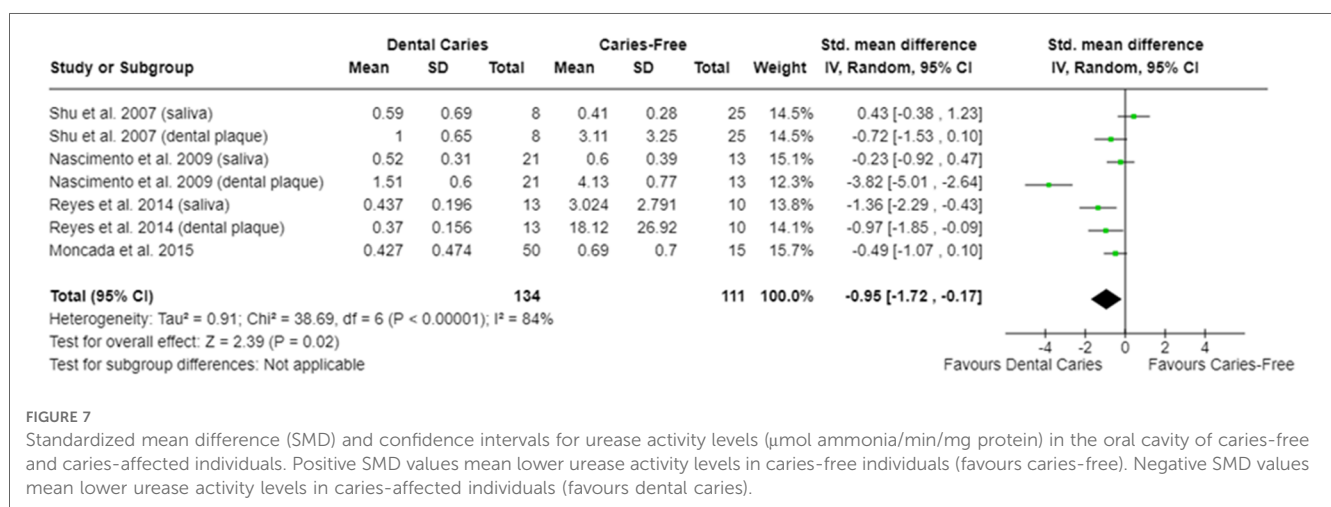 Dental Caries Caries-Free Std. mean difference Std. mean difference
Study or Subgroup Mean SD Total Mean SD Total Weight IV, Random, 95% CI IV, Random, 95% CI
Shu et al. 2007 (saliva) 0.59 0.69 8 0.41 0.28 25 14.5% 0.43 [-0.38 , 1.23]
Shu et al. 2007 (dental plaque) 1 0.65 8 3.11 3.25 25 14.5% -0.72 [-1.53 , 0.10]
Nascimento et al. 2009 (saliva) 0.52 0.31 21 0.6 0.39 13 15.1% -0.23 [-0.92 , 0.47]
Nascimento et al. 2009 (dental plaque) 1.51 0.6 21 4.13 0.77 13 12.3% -3.82 [-5.01 , -2.64]
Reyes et al. 2014 (saliva) 0.437 0.196 13 3.024 2.791 10 13.8% -1.36 [-2.29 , -0.43]
Reyes et al. 2014 (dental plaque) 0.37 0.156 13 18.12 26.92 10 14.1% -0.97 [-1.85 , -0.09]
Moncada et al. 2015 0.427 0.474 50 0.69 0.7 15 15.7% -0.49 [-1.07 , 0.10]
Total (95% CI) 134 111 100.0% -0.95 [-1.72 , -0.17]
Heterogeneity: Tau² = 0.91; Chi² = 38.69, df = 6 (P < 0.00001); I² = 84%
Test for overall effect: Z = 2.39 (P = 0.02)
Test for subgroup differences: Not applicable
-4 -2 0 2 4
Favours Dental Caries Favours Caries-Free
FIGURE 7
Standardized mean difference (SMD) and confidence intervals for urease activity levels (μmol ammonia/min/mg protein) in the oral cavity of caries-free
and caries-affected individuals. Positive SMD values mean lower urease activity levels in caries-free individuals (favours caries-free). Negative SMD values
mean lower urease activity levels in caries-affected individuals (favours dental caries).